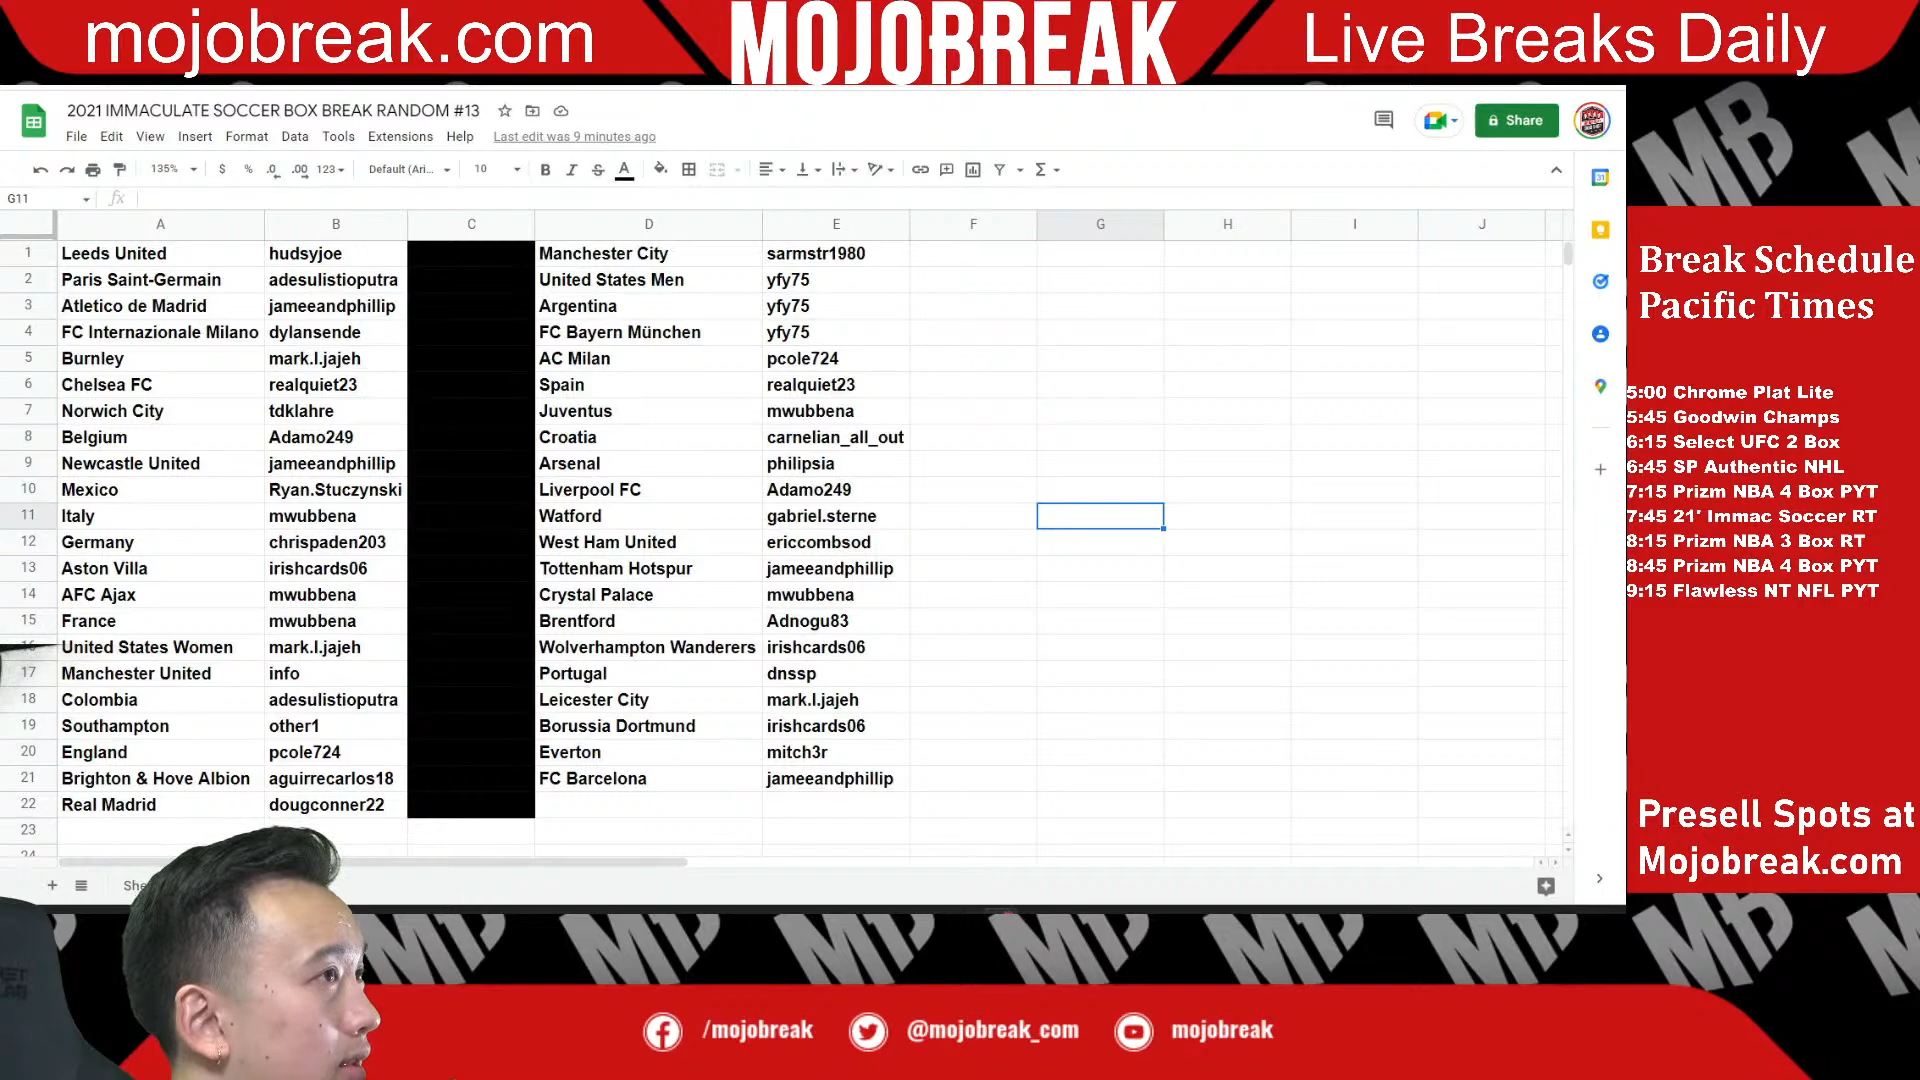 mojobreak.com
MOJOBREAK
Live Breaks Daily
2021 IMMACULATE SOCCER BOX BREAK RANDOM #13
File Edit View Insert Format Data Tools Extensions Help Last edit was 9 minutes ago
Share
135% $ % .0 .00 123 Default (Ari... 10 B I S A
G11 fx
A B C D E F G H I J
1 Leeds United hudsyjoe Manchester City sarmstr1980
2 Paris Saint-Germain adesulistioputra United States Men yfy75
3 Atletico de Madrid jameeandphillip Argentina yfy75
4 FC Internazionale Milano dylansende FC Bayern München yfy75
5 Burnley mark.l.jajeh AC Milan pcole724
6 Chelsea FC realquiet23 Spain realquiet23
7 Norwich City tdklahre Juventus mwubbena
8 Belgium Adamo249 Croatia carnelian_all_out
9 Newcastle United jameeandphillip Arsenal philipsia
10 Mexico Ryan.Stuczynski Liverpool FC Adamo249
11 Italy mwubbena Watford gabriel.sterne
12 Germany chrispaden203 West Ham United ericcombsod
13 Aston Villa irishcards06 Tottenham Hotspur jameeandphillip
14 AFC Ajax mwubbena Crystal Palace mwubbena
15 France mwubbena Brentford Adnogu83
16 United States Women mark.l.jajeh Wolverhampton Wanderers irishcards06
17 Manchester United info Portugal dnssp
18 Colombia adesulistioputra Leicester City mark.l.jajeh
19 Southampton other1 Borussia Dortmund irishcards06
20 England pcole724 Everton mitch3r
21 Brighton & Hove Albion aguirrecarlos18 FC Barcelona jameeandphillip
22 Real Madrid dougconner22
23
24
Break Schedule
Pacific Times
5:00 Chrome Plat Lite
5:45 Goodwin Champs
6:15 Select UFC 2 Box
6:45 SP Authentic NHL
7:15 Prizm NBA 4 Box PYT
7:45 21' Immac Soccer RT
8:15 Prizm NBA 3 Box RT
8:45 Prizm NBA 4 Box PYT
9:15 Flawless NT NFL PYT
Presell Spots at
Mojobreak.com
/mojobreak @mojobreak_com mojobreak